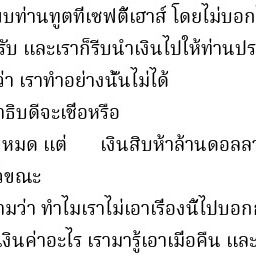 บท่านทูตที่เซฟตี้เฮาส์ โดยไม่บอก
รับ และเราก็รีบนำเงินไปให้ท่านประ
ว่า เราทำอย่างนั้นไม่ได้
าธิบดีจะเชื่อหรือ
หมด แต่ เงินสิบห้าล้านดอลลา
วขณะ
ามว่า ทำไมเราไม่เอาเรื่องนี้ไปบอก
เงินค่าอะไร เรามารู้เอาเมื่อคืน และ